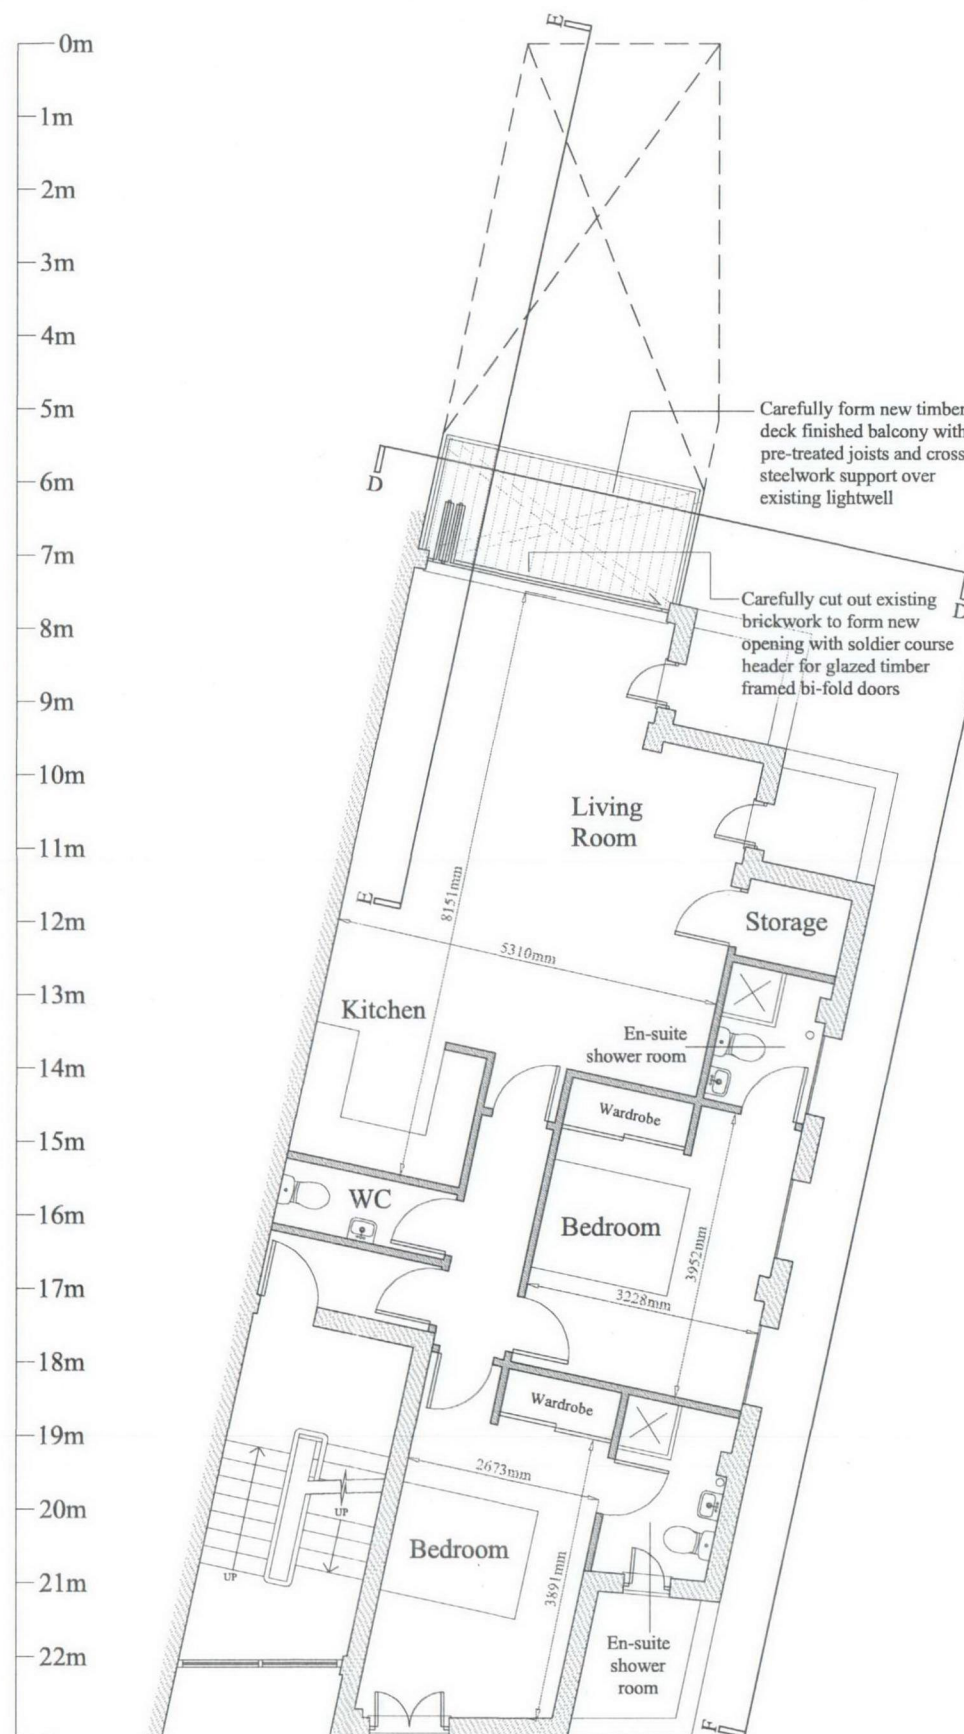 E
0m
1m
2m
3m
4m
5m
6m
7m
8m
9m
10m
11m
12m
13m
14m
15m
16m
17m
18m
19m
20m
21m
22m
Carefully form new timber
deck finished balcony with
pre-treated joists and cross
steelwork support over
existing lightwell
D
D
Carefully cut out existing
brickwork to form new
opening with soldier course
header for glazed timber
framed bi-fold doors
Living
Room
8151mm
E
Storage
5310mm
Kitchen
En-suite
shower room
Wardrobe
WC
Bedroom
3952mm
3228mm
Wardrobe
2673mm
UP
UP
Bedroom
3891mm
En-suite
shower
room
F